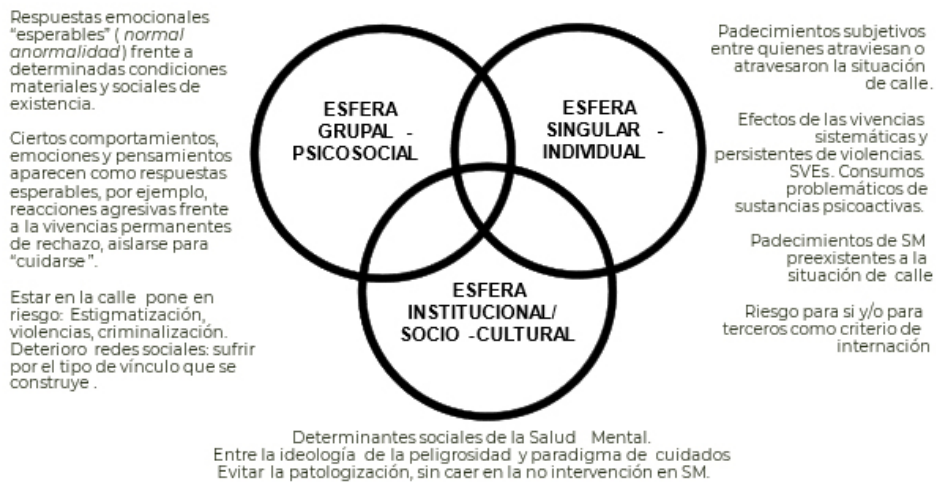 Respuestas emocionales
“esperables” ( normal
anormalidad) frente a
determinadas condiciones
materiales y sociales de
existencia.
Ciertos comportamientos,
emociones y pensamientos
aparecen como respuestas
esperables, por ejemplo,
reacciones agresivas frente
a la vivencias permanentes
de rechazo, aislarse para
“cuidarse”.
Estar en la calle pone en
riesgo: Estigmatización,
violencias, criminalización.
Deterioro redes sociales: sufrir
por el tipo de vínculo que se
construye .
ESFERA
GRUPAL -
PSICOSOCIAL
ESFERA
SINGULAR -
INDIVIDUAL
ESFERA
INSTITUCIONAL/
SOCIO -CULTURAL
Padecimientos subjetivos
entre quienes atraviesan o
atravesaron la situación
de calle.
Efectos de las vivencias
sistemáticas y
persistentes de violencias.
SVEs. Consumos
problemáticos de
sustancias psicoactivas.
Padecimientos de SM
preexistentes a la
situación de calle
Riesgo para si y/o para
terceros como criterio de
internación
Determinantes sociales de la Salud Mental.
Entre la ideología de la peligrosidad y paradigma de cuidados
Evitar la patologización, sin caer en la no intervención en SM.